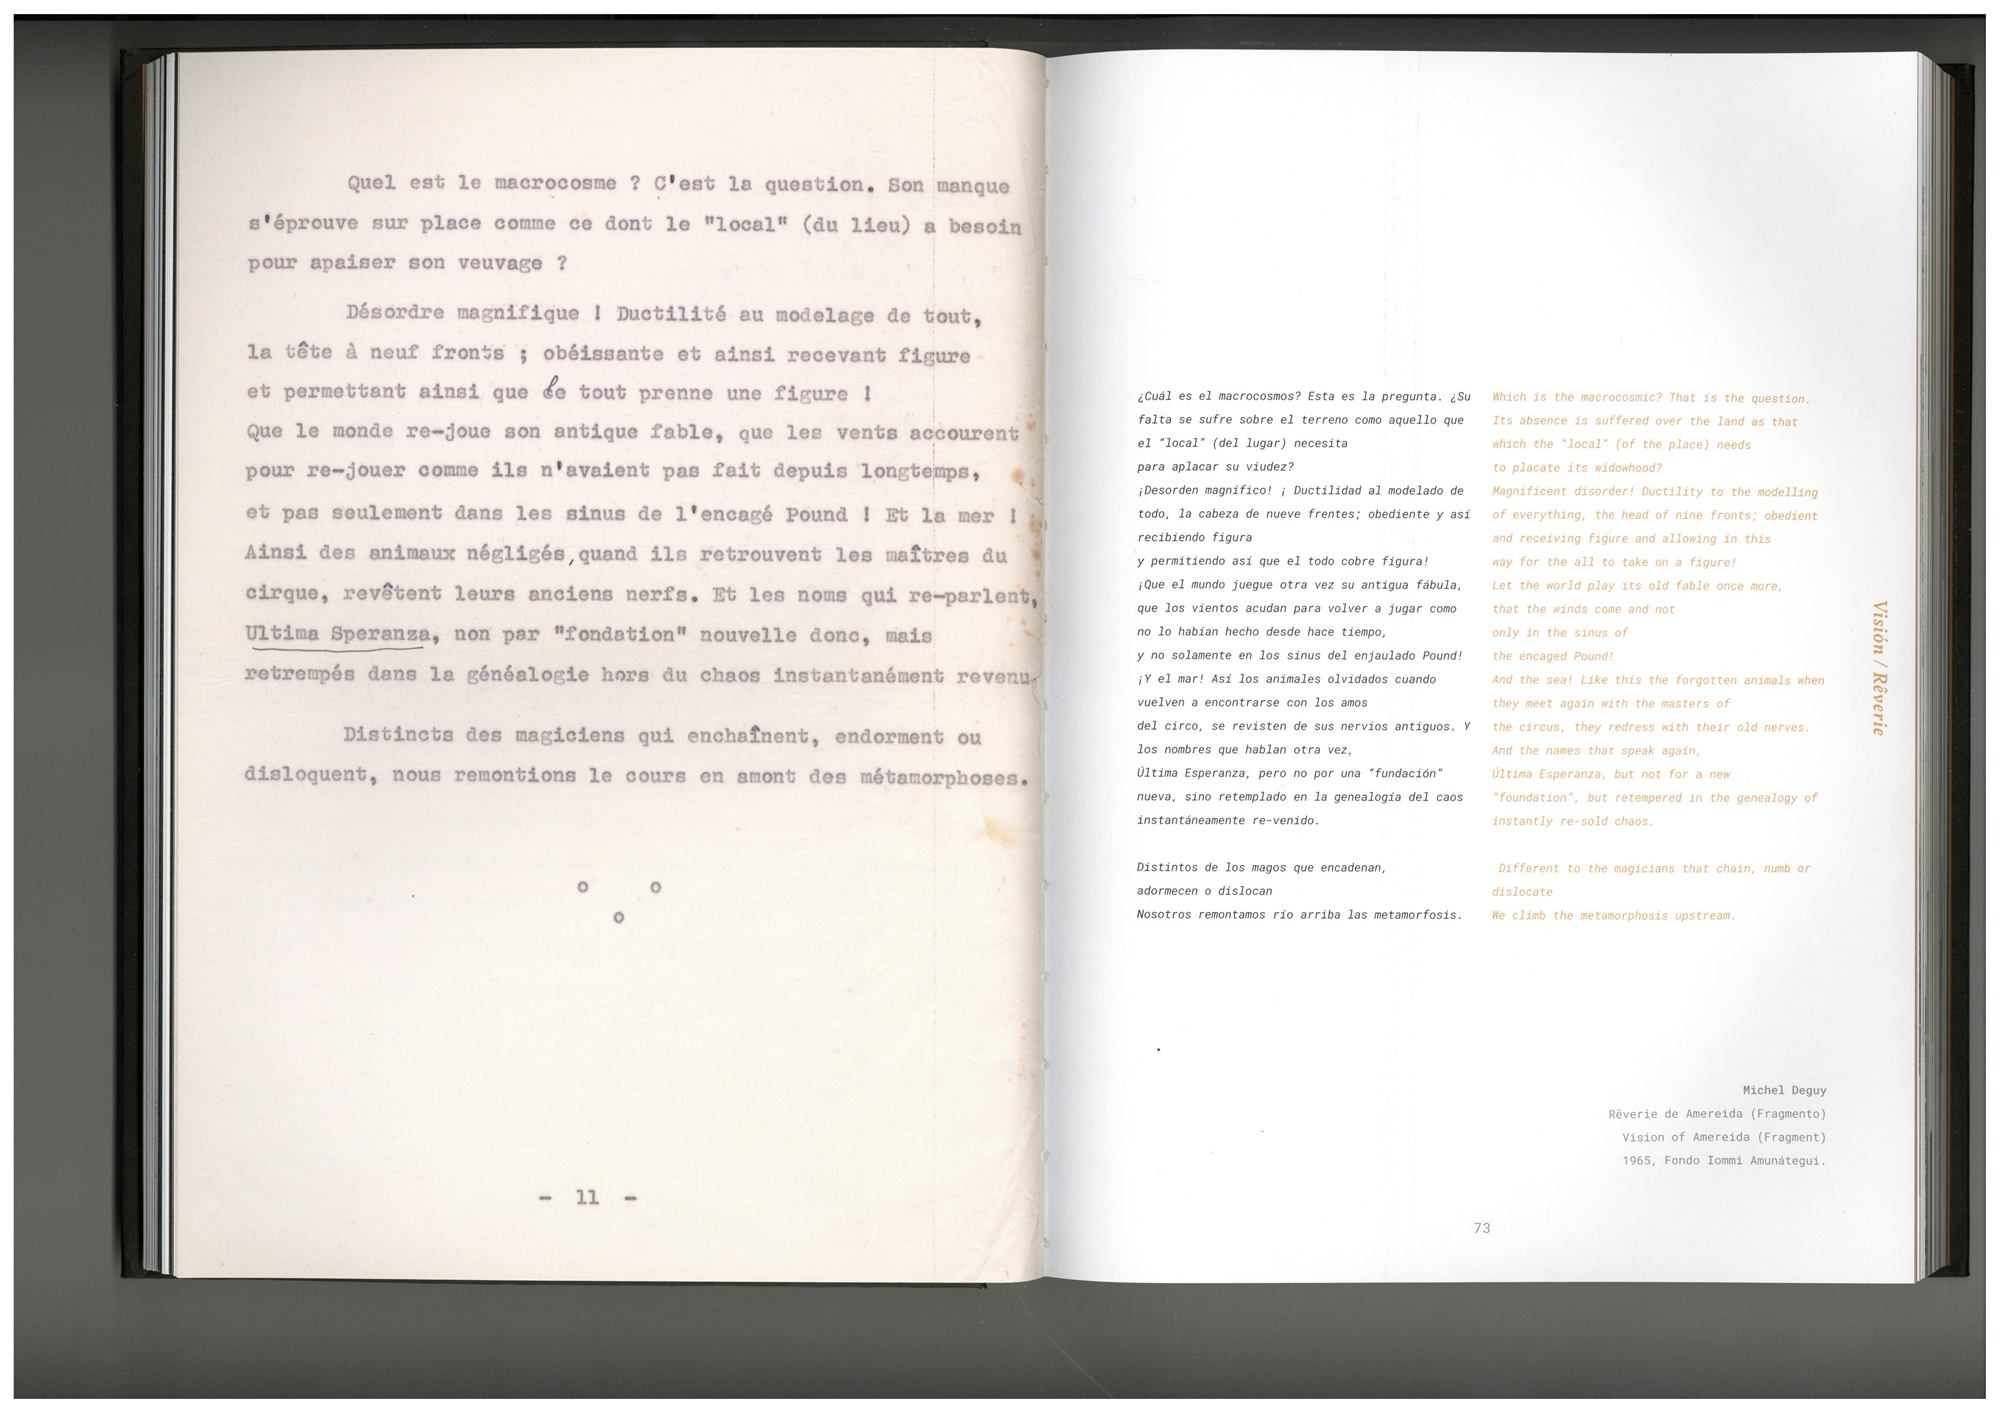 Quel est le macrocosme ? C'est la question. Son manque
s'éprouve sur place comme ce dont le "local" (du lieu) a besoin
pour apaiser son veuvage ?
Désordre magnifique ! Ductilité au modelage de tout,
la tête à neuf fronts ; obéissante et ainsi recevant figure
et permettant ainsi que le tout prenne une figure !
Que le monde re-joue son antique fable, que les vents accourent
pour re-jouer comme ils n'avaient pas fait depuis longtemps,
et pas seulement dans les sinus de l'encagé Pound ! Et la mer !
Ainsi des animaux négligés, quand ils retrouvent les maîtres du
cirque, revêtent leurs anciens nerfs. Et les noms qui re-parlent,
Ultima Speranza, non par "fondation" nouvelle donc, mais
retrempés dans la généalogie hors du chaos instantanément revenu
Distincts des magiciens qui enchaînent, endorment ou
disloquent, nous remontions le cours en amont des métamorphoses.
o o
o
- 11 -
¿Cuál es el macrocosmos? Esta es la pregunta. ¿Su
falta se sufre sobre el terreno como aquello que
el "local" (del lugar) necesita
para aplacar su viudez?
¡Desorden magnífico! ¡ Ductilidad al modelado de
todo, la cabeza de nueve frentes; obediente y así
recibiendo figura
y permitiendo así que el todo cobre figura!
¡Que el mundo juegue otra vez su antigua fábula,
que los vientos acudan para volver a jugar como
no lo habían hecho desde hace tiempo,
y no solamente en los sinus del enjaulado Pound!
¡Y el mar! Así los animales olvidados cuando
vuelven a encontrarse con los amos
del circo, se revisten de sus nervios antiguos. Y
los nombres que hablan otra vez,
Última Esperanza, pero no por una "fundación"
nueva, sino retemplado en la genealogía del caos
instantáneamente re-venido.
Distintos de los magos que encadenan,
adormecen o dislocan
Nosotros remontamos río arriba las metamorfosis.
Which is the macrocosmic? That is the question.
Its absence is suffered over the land as that
which the "local" (of the place) needs
to placate its widowhood?
Magnificent disorder! Ductility to the modelling
of everything, the head of nine fronts; obedient
and receiving figure and allowing in this
way for the all to take on a figure!
Let the world play its old fable once more,
that the winds come and not
only in the sinus of
the encaged Pound!
And the sea! Like this the forgotten animals when
they meet again with the masters of
the circus, they redress with their old nerves.
And the names that speak again,
Última Esperanza, but not for a new
"foundation", but retempered in the genealogy of
instantly re-sold chaos.
Different to the magicians that chain, numb or
dislocate
We climb the metamorphosis upstream.
Visión / Rêverie
Michel Deguy
Rêverie de Amereida (Fragmento)
Vision of Amereida (Fragment)
1965, Fondo Iommi Amunátegui.
73